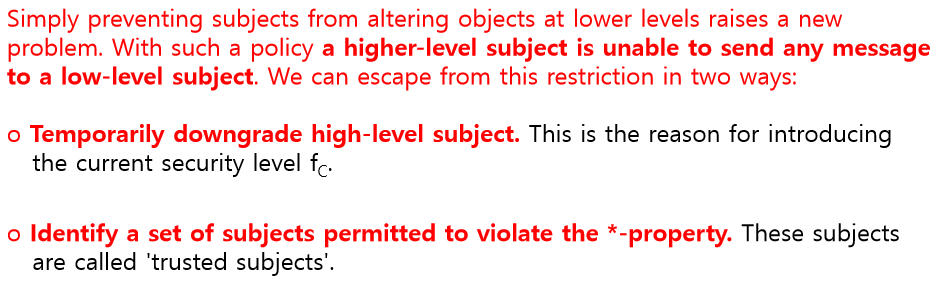 Simply preventing subjects from altering objects at lower levels raises a new
problem. With such a policy a higher-level subject is unable to send any message
to a low-level subject. We can escape from this restriction in two ways:
o Temporarily downgrade high-level subject. This is the reason for introducing
the current security level fC.
o Identify a set of subjects permitted to violate the *-property. These subjects
are called 'trusted subjects'.